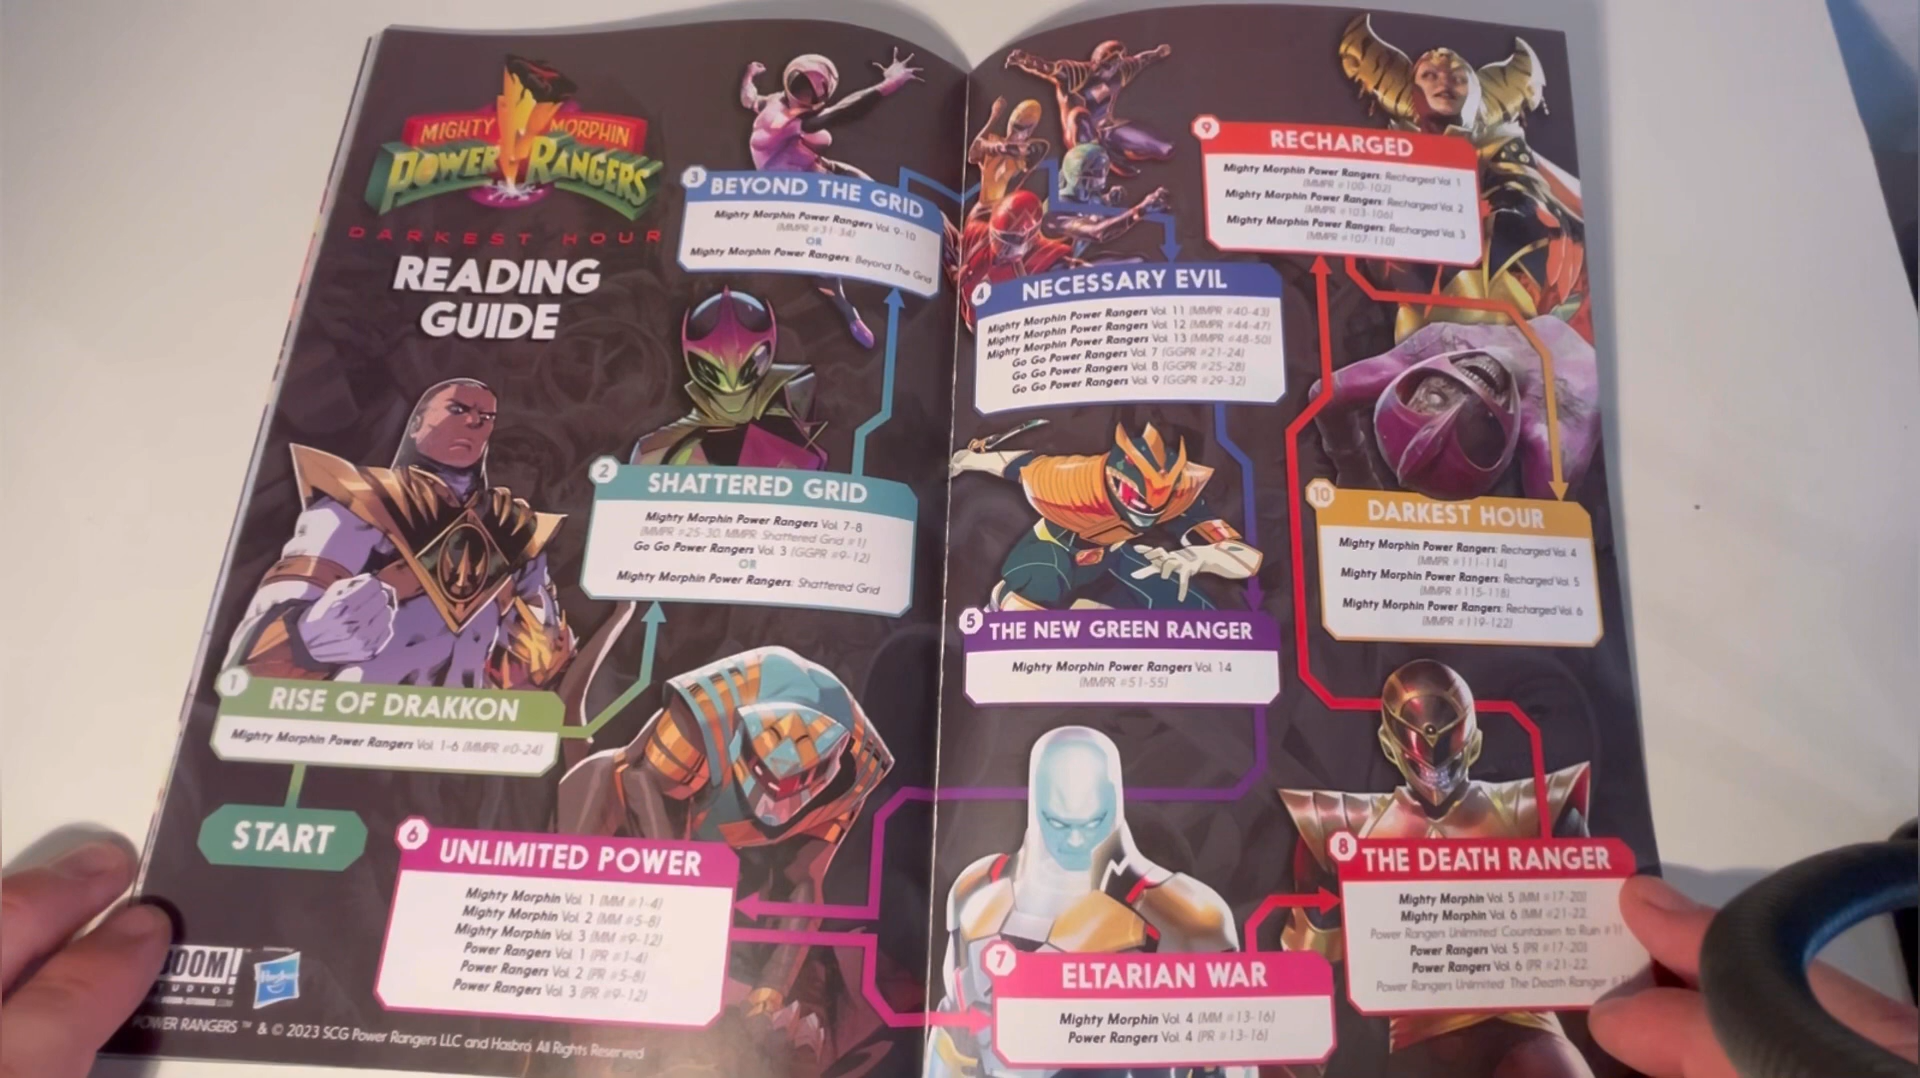 MIGHTY MORPHIN
POWER RANGERS
DARKEST HOUR
READING
GUIDE
START
1
RISE OF DRAKKON
Mighty Morphin Power Rangers Vol. 1-6 (MMPR #0-24)
2
SHATTERED GRID
Mighty Morphin Power Rangers Vol. 7-8
(MMPR #25-30, MMPR: Shattered Grid #1)
Go Go Power Rangers Vol. 3 (GGPR #9-12)
OR
Mighty Morphin Power Rangers: Shattered Grid
3
BEYOND THE GRID
Mighty Morphin Power Rangers Vol. 9-10
(MMPR #31-34)
OR
Mighty Morphin Power Rangers: Beyond The Grid
4
NECESSARY EVIL
Mighty Morphin Power Rangers Vol. 11 (MMPR #40-43)
Mighty Morphin Power Rangers Vol. 12 (MMPR #44-47)
Mighty Morphin Power Rangers Vol. 13 (MMPR #48-50)
Go Go Power Rangers Vol. 7 (GGPR #21-24)
Go Go Power Rangers Vol. 8 (GGPR #25-28)
Go Go Power Rangers Vol. 9 (GGPR #29-32)
5
THE NEW GREEN RANGER
Mighty Morphin Power Rangers Vol. 14
(MMPR #51-55)
6
UNLIMITED POWER
Mighty Morphin Vol. 1 (MM #1-4)
Mighty Morphin Vol. 2 (MM #5-8)
Mighty Morphin Vol. 3 (MM #9-12)
Power Rangers Vol. 1 (PR #1-4)
Power Rangers Vol. 2 (PR #5-8)
Power Rangers Vol. 3 (PR #9-12)
7
ELTARIAN WAR
Mighty Morphin Vol. 4 (MM #13-16)
Power Rangers Vol. 4 (PR #13-16)
8
THE DEATH RANGER
Mighty Morphin Vol. 5 (MM #17-20)
Mighty Morphin Vol. 6 (MM #21-22,
Power Rangers Unlimited: Countdown to Ruin #1)
Power Rangers Vol. 5 (PR #17-20)
Power Rangers Vol. 6 (PR #21-22,
Power Rangers Unlimited: The Death Ranger
9
RECHARGED
Mighty Morphin Power Rangers: Recharged Vol. 1
(MMPR #100-102)
Mighty Morphin Power Rangers: Recharged Vol. 2
(MMPR #103-106)
Mighty Morphin Power Rangers: Recharged Vol. 3
(MMPR #107-110)
10
DARKEST HOUR
Mighty Morphin Power Rangers: Recharged Vol. 4
(MMPR #111-114)
Mighty Morphin Power Rangers: Recharged Vol. 5
(MMPR #115-118)
Mighty Morphin Power Rangers: Recharged Vol. 6
(MMPR #119-122)
BOOM!
STUDIOS
Hasbro
POWER RANGERS ™ & © 2023 SCG Power Rangers LLC and Hasbro. All Rights Reserved